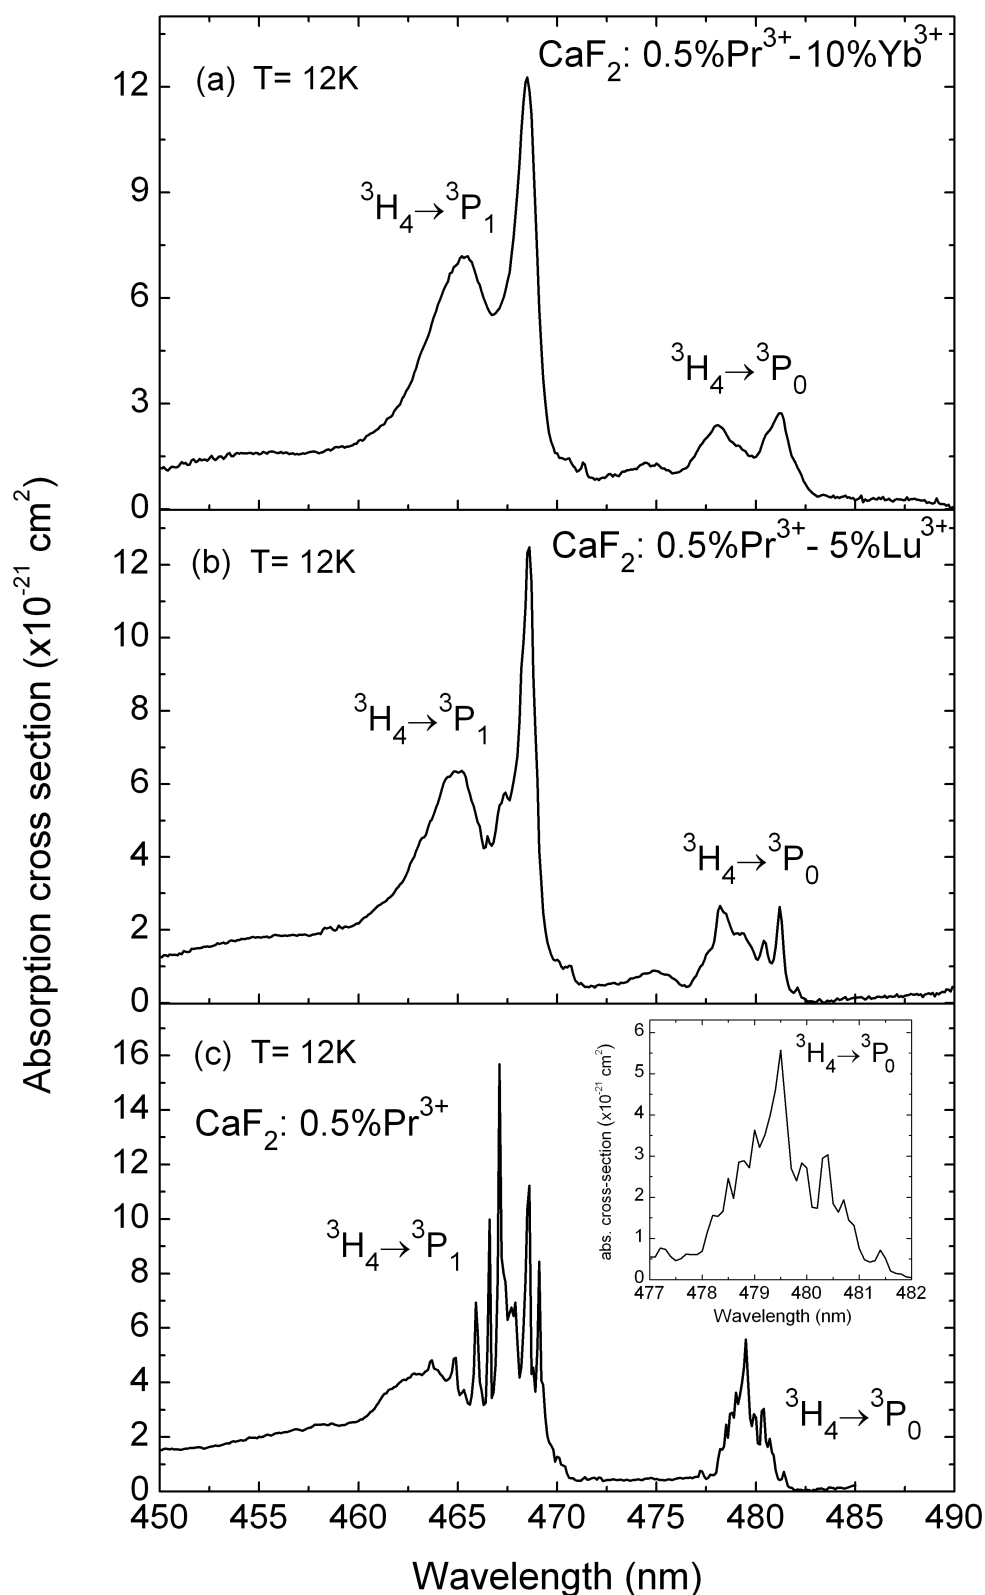 Absorption cross section (x10⁻²¹ cm²)
(a) T= 12K
CaF₂: 0.5%Pr³⁺-10%Yb³⁺
³H₄→³P₁
³H₄→³P₀
12
9
6
3
0
(b) T= 12K
CaF₂: 0.5%Pr³⁺- 5%Lu³⁺
³H₄→³P₁
³H₄→³P₀
12
10
8
6
4
2
0
(c) T= 12K
CaF₂: 0.5%Pr³⁺
³H₄→³P₁
³H₄→³P₀
16
14
12
10
8
6
4
2
0
abs. cross-section (x10⁻²¹ cm²)
³H₄→³P₀
6
5
4
3
2
1
0
477 478 479 480 481 482
Wavelength (nm)
450 455 460 465 470 475 480 485 490
Wavelength (nm)